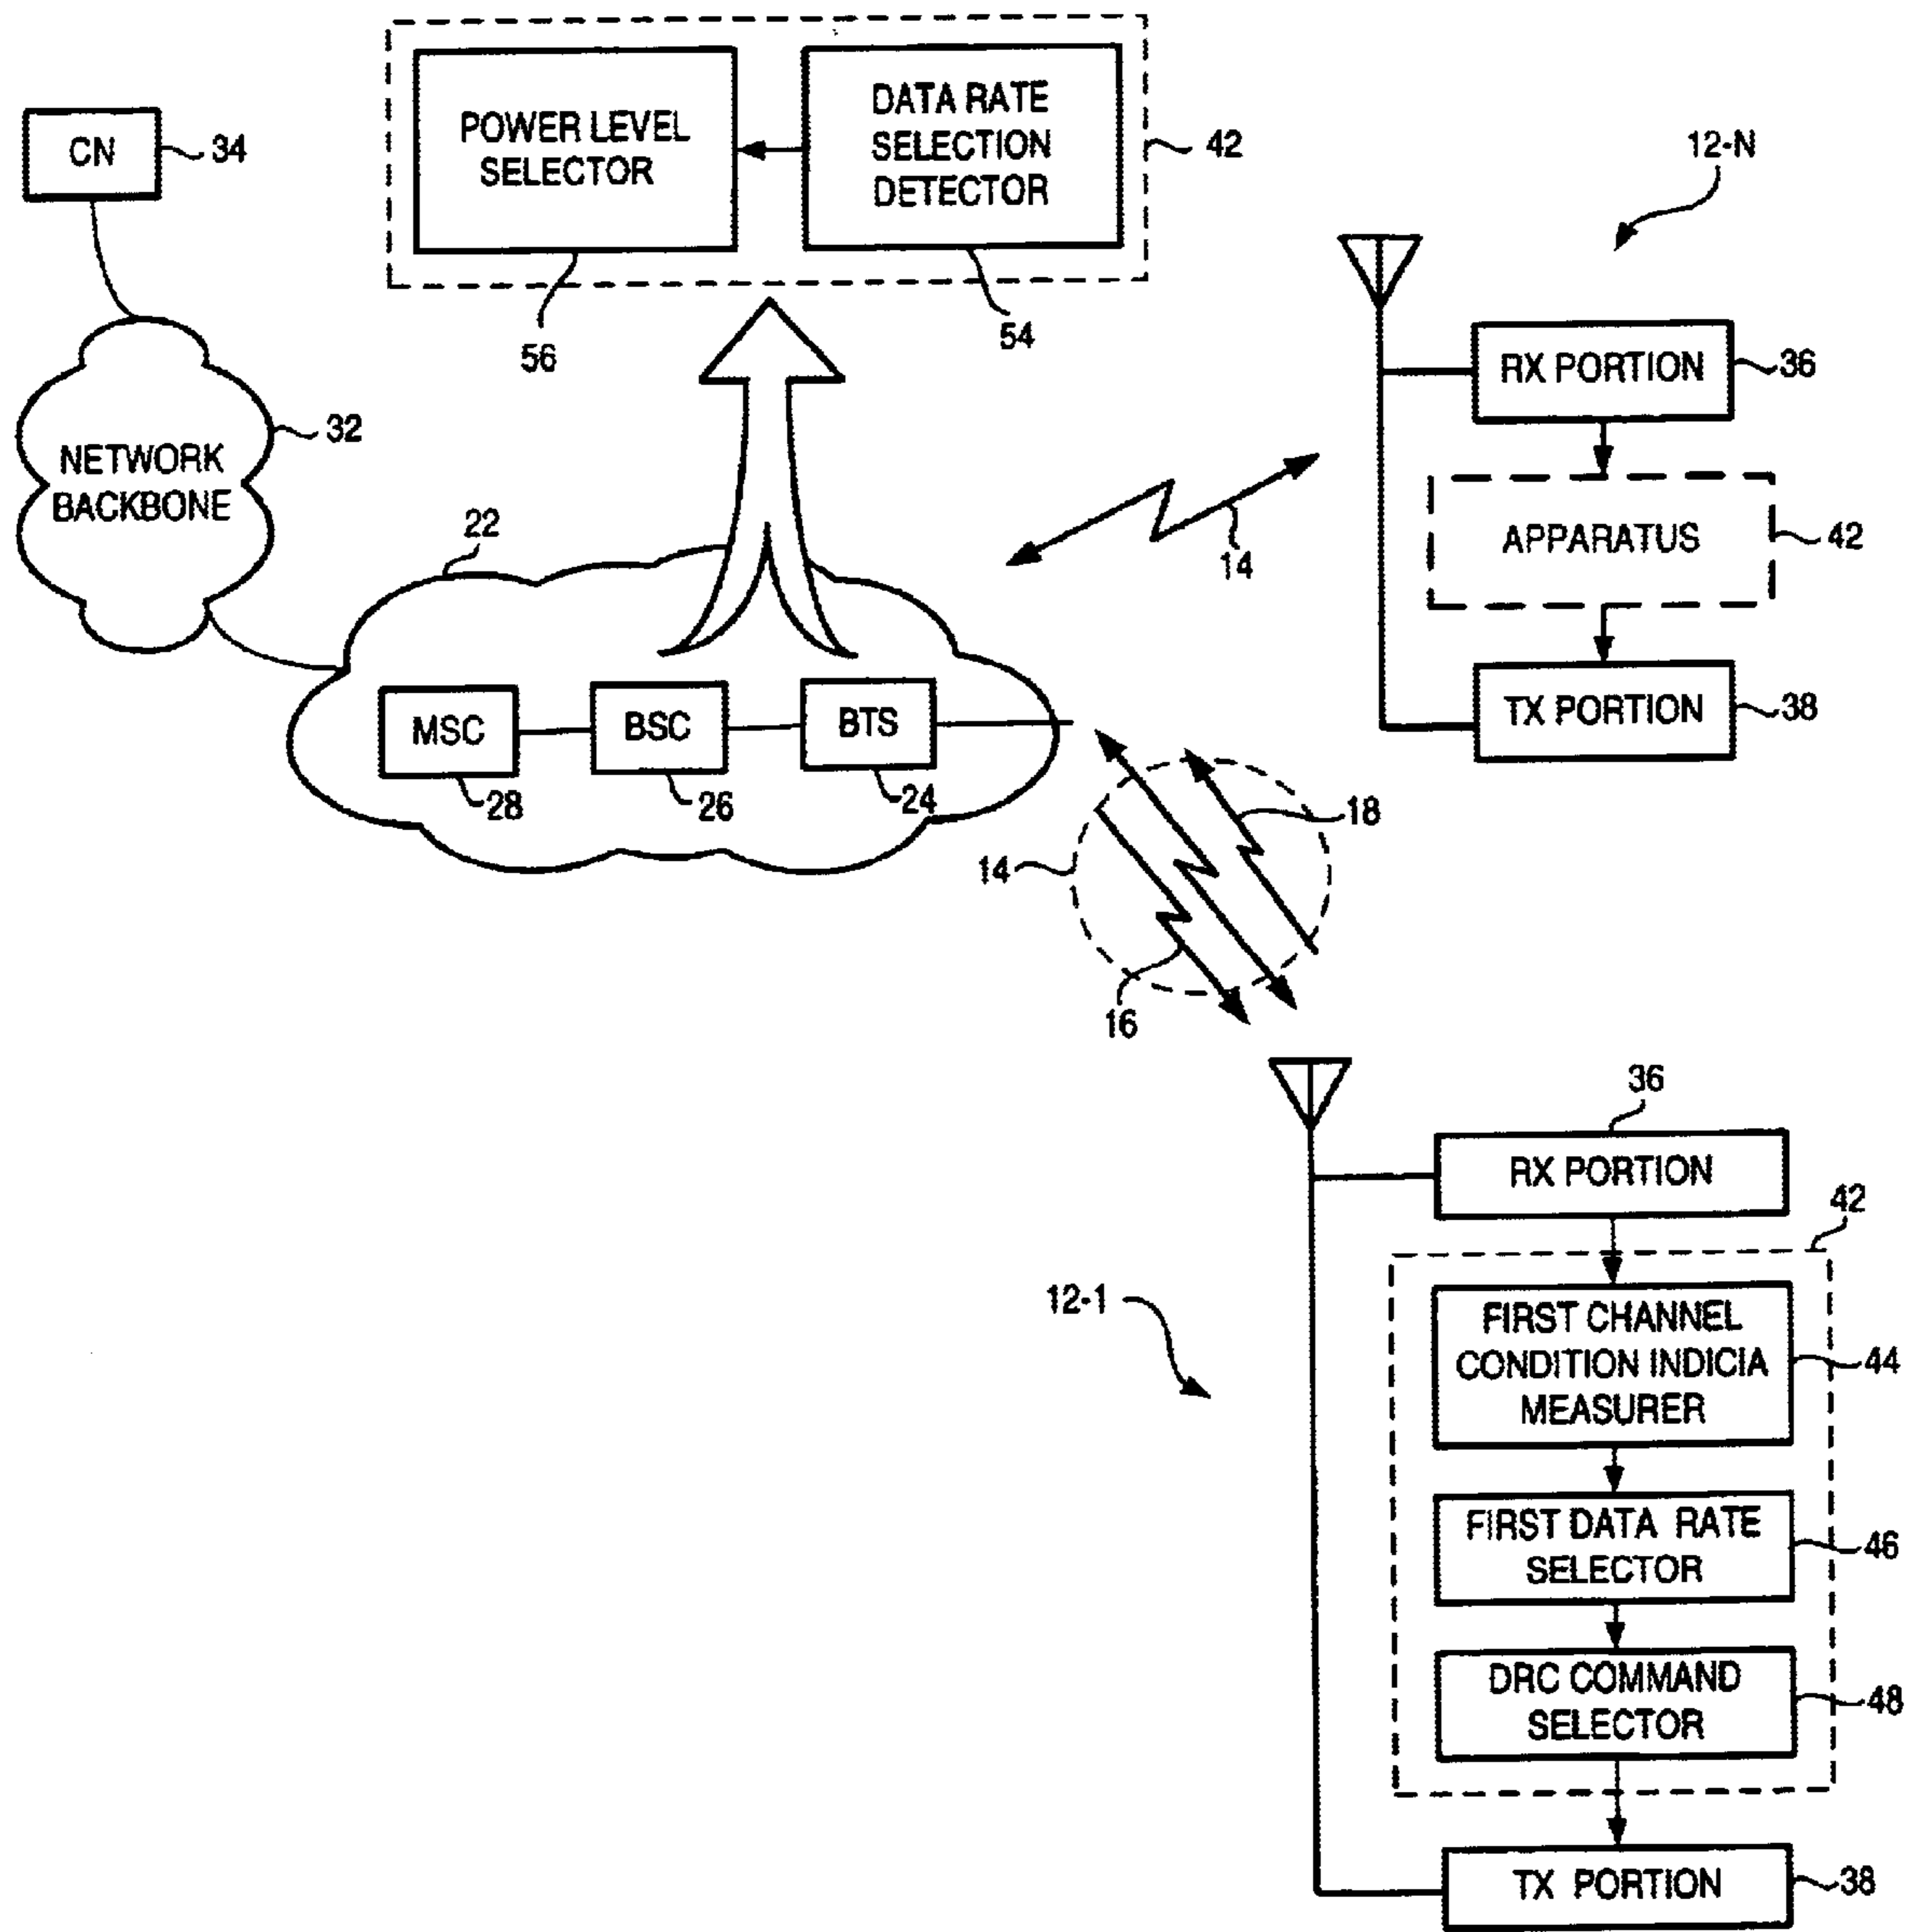 CN
34
POWER LEVEL
SELECTOR
DATA RATE
SELECTION
DETECTOR
42
56
54
12-N
RX PORTION
36
APPARATUS
42
TX PORTION
38
NETWORK
BACKBONE
32
22
14
MSC
BSC
BTS
28
26
24
18
14
16
36
RX PORTION
42
12-1
FIRST CHANNEL
CONDITION INDICIA
MEASURER
44
FIRST DATA RATE
SELECTOR
46
DRC COMMAND
SELECTOR
48
TX PORTION
38